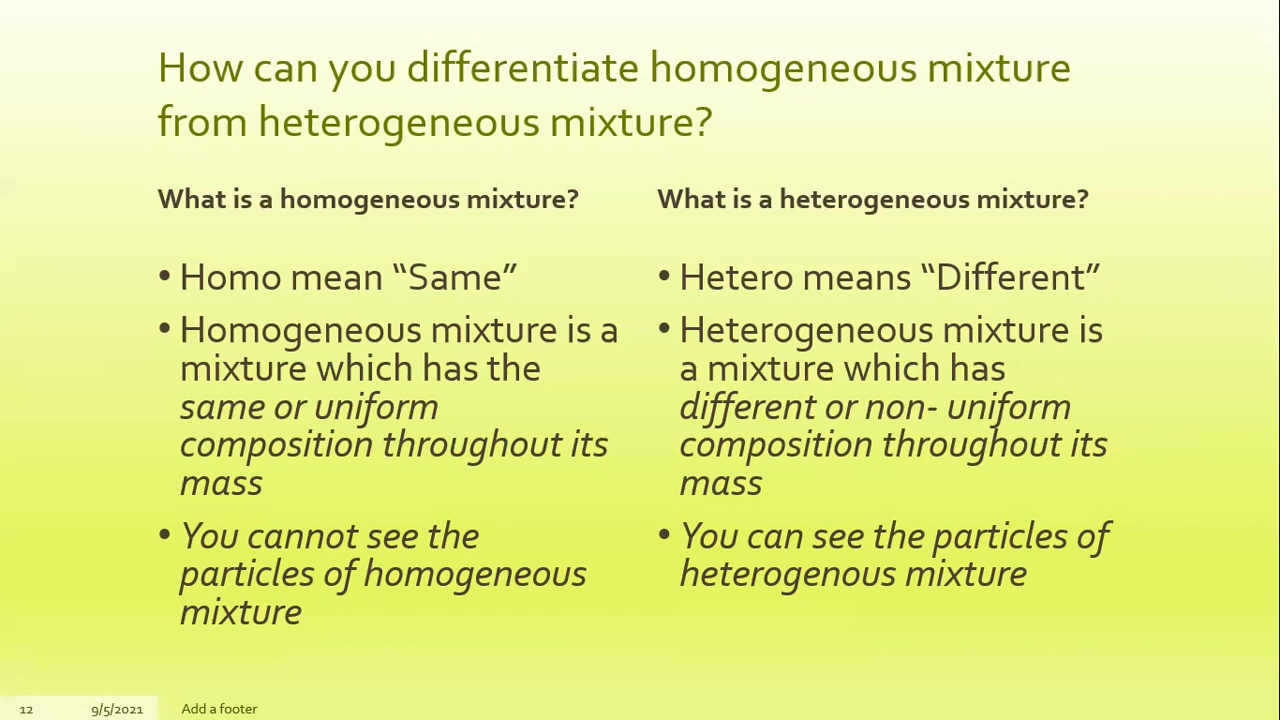 How can you differentiate homogeneous mixture
from heterogeneous mixture?
What is a homogeneous mixture?
• Homo mean “Same”
• Homogeneous mixture is a
mixture which has the
same or uniform
composition throughout its
mass
• You cannot see the
particles of homogeneous
mixture
What is a heterogeneous mixture?
• Hetero means “Different”
• Heterogeneous mixture is
a mixture which has
different or non- uniform
composition throughout its
mass
• You can see the particles of
heterogenous mixture
12 9/5/2021 Add a footer